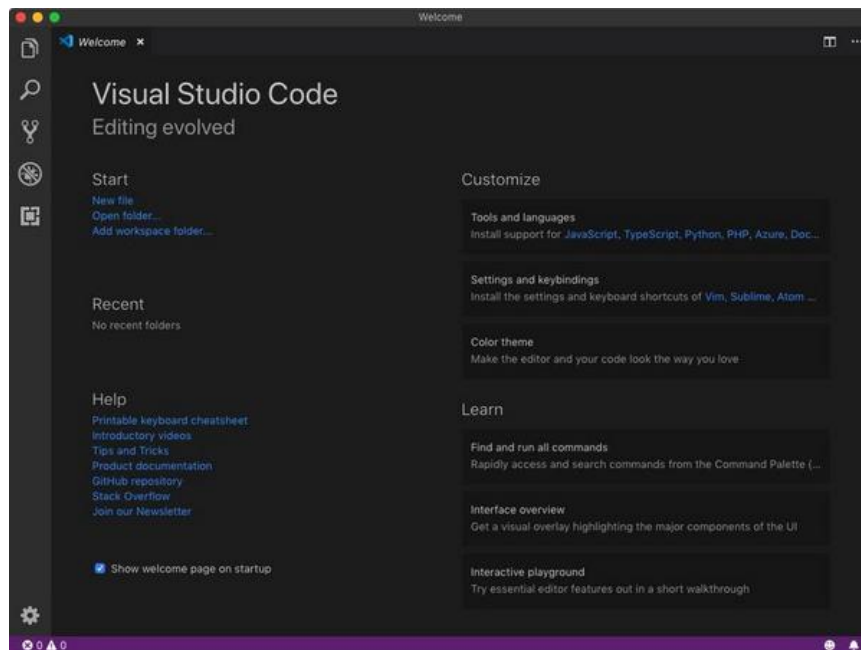 Welcome
Welcome
Visual Studio Code
Editing evolved
Start
New file
Open folder...
Add workspace folder...
Recent
No recent folders
Help
Printable keyboard cheatsheet
Introductory videos
Tips and Tricks
Product documentation
GitHub repository
Stack Overflow
Join our Newsletter
Show welcome page on startup
Customize
Tools and languages
Install support for JavaScript, TypeScript, Python, PHP, Azure, Doc...
Settings and keybindings
Install the settings and keyboard shortcuts of Vim, Sublime, Atom ...
Color theme
Make the editor and your code look the way you love
Learn
Find and run all commands
Rapidly access and search commands from the Command Palette (...
Interface overview
Get a visual overlay highlighting the major components of the UI
Interactive playground
Try essential editor features out in a short walkthrough
0 0